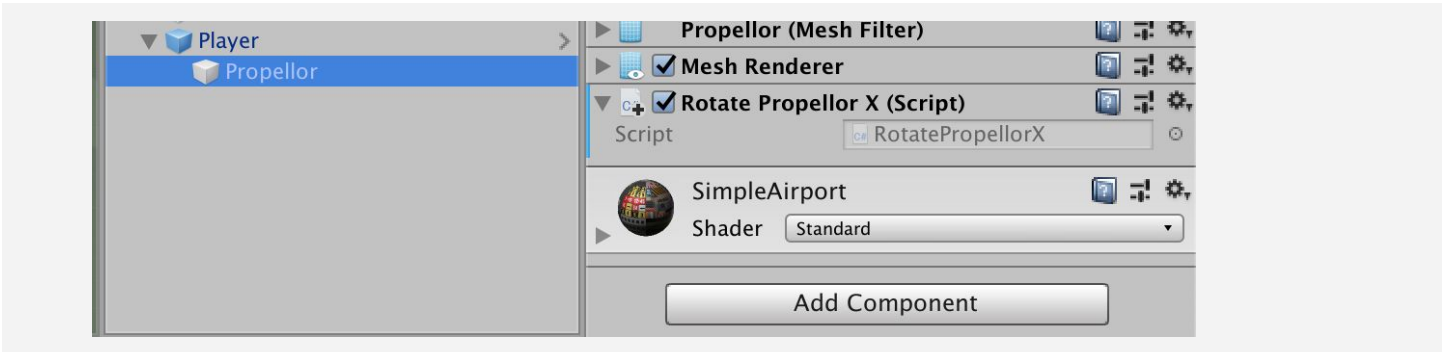 Player
Propellor
Propellor (Mesh Filter)
Mesh Renderer
Rotate Propellor X (Script)
Script RotatePropellorX
SimpleAirport
Shader Standard
Add Component